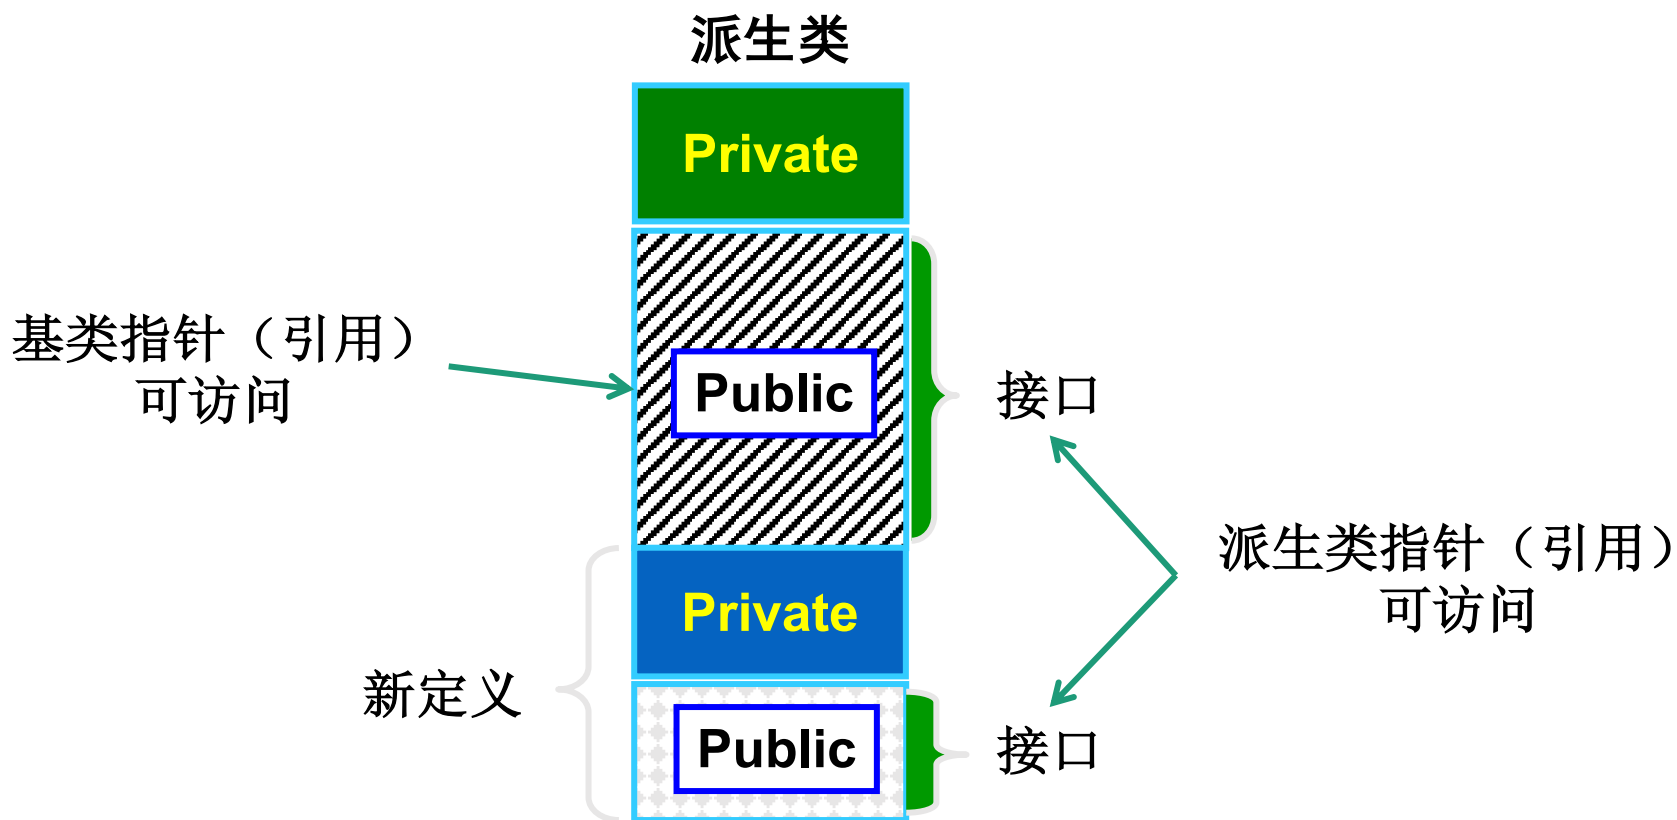 派生类
Private
基类指针（引用）
可访问
Public
接口
派生类指针（引用）
可访问
Private
新定义
Public
接口